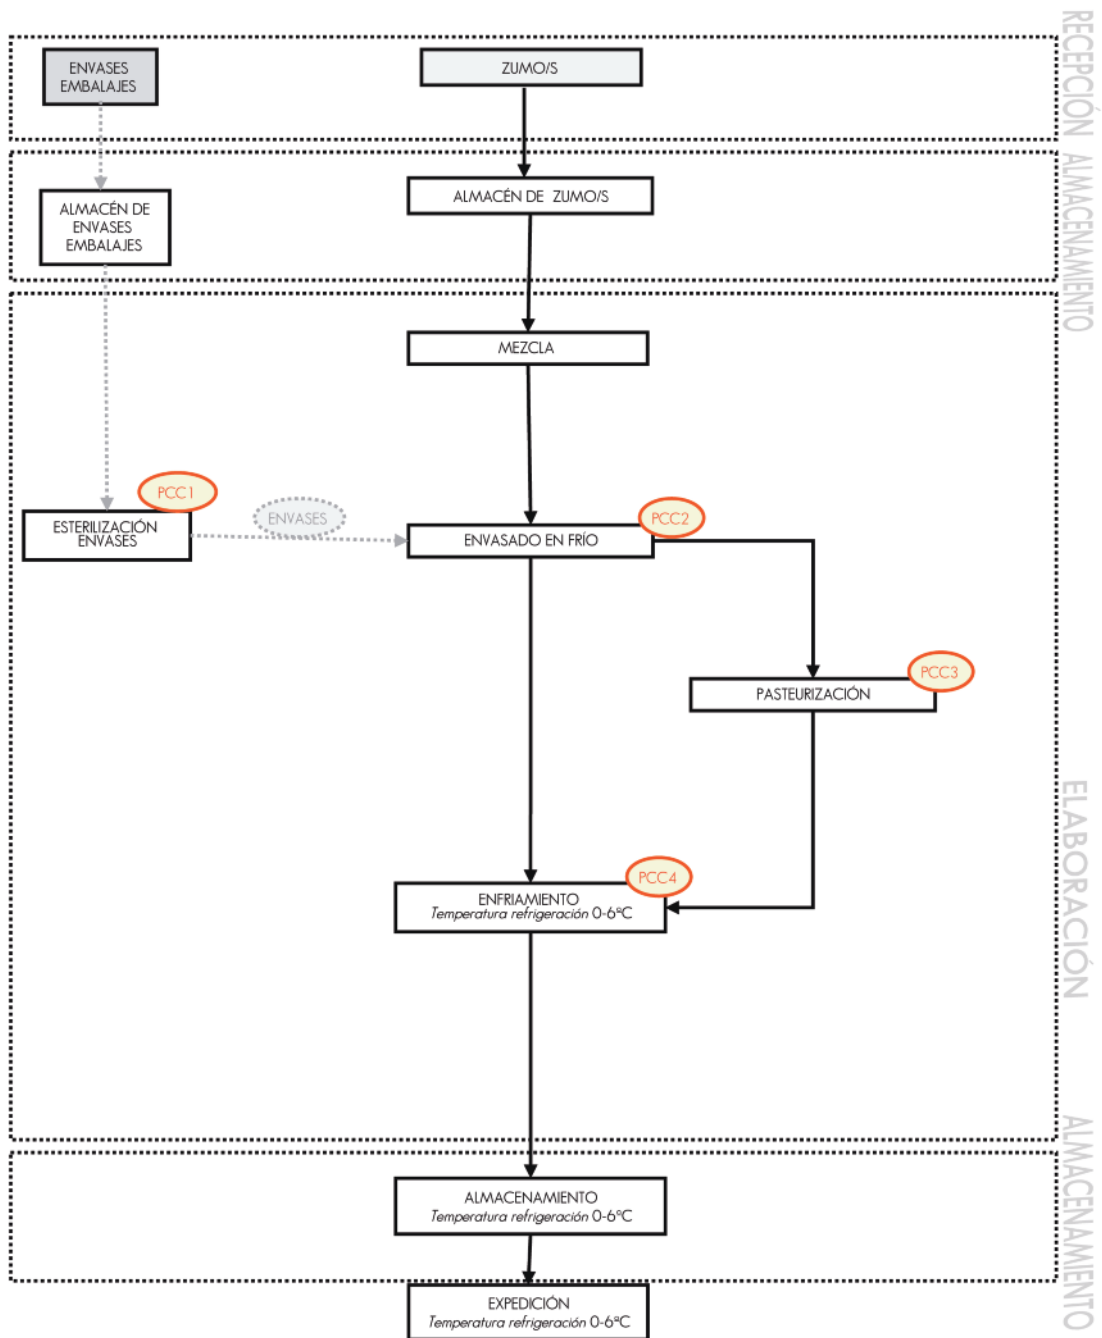 RECEPCIÓN
ENVASES
EMBALAJES
ZUMO/S
ALMACENAMIENTO
ALMACÉN DE
ENVASES
EMBALAJES
ALMACÉN DE ZUMO/S
ELABORACIÓN
MEZCLA
PCC1
ESTERILIZACIÓN
ENVASES
ENVASES
PCC2
ENVASADO EN FRÍO
PCC3
PASTEURIZACIÓN
PCC4
ENFRIAMIENTO
Temperatura refrigeración 0-6ºC
ALMACENAMIENTO
ALMACENAMIENTO
Temperatura refrigeración 0-6ºC
EXPEDICIÓN
Temperatura refrigeración 0-6ºC